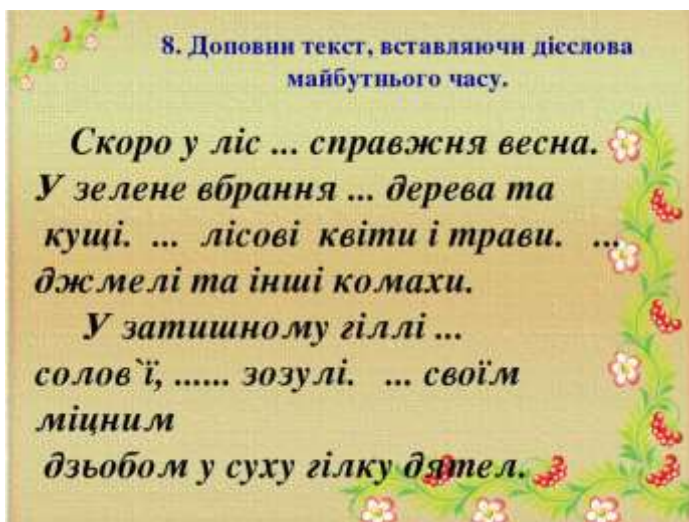 8. Доповни текст, вставляючи дієслова
майбутнього часу.
Скоро у ліс ... справжня весна.
У зелене вбрання ... дерева та
кущі. ... лісові квіти і трави. ...
джмелі та інші комахи.
У затишному гіллі ...
солов`ї, ...... зозулі. ... своїм
міцним
дзьобом у суху гілку дятел.